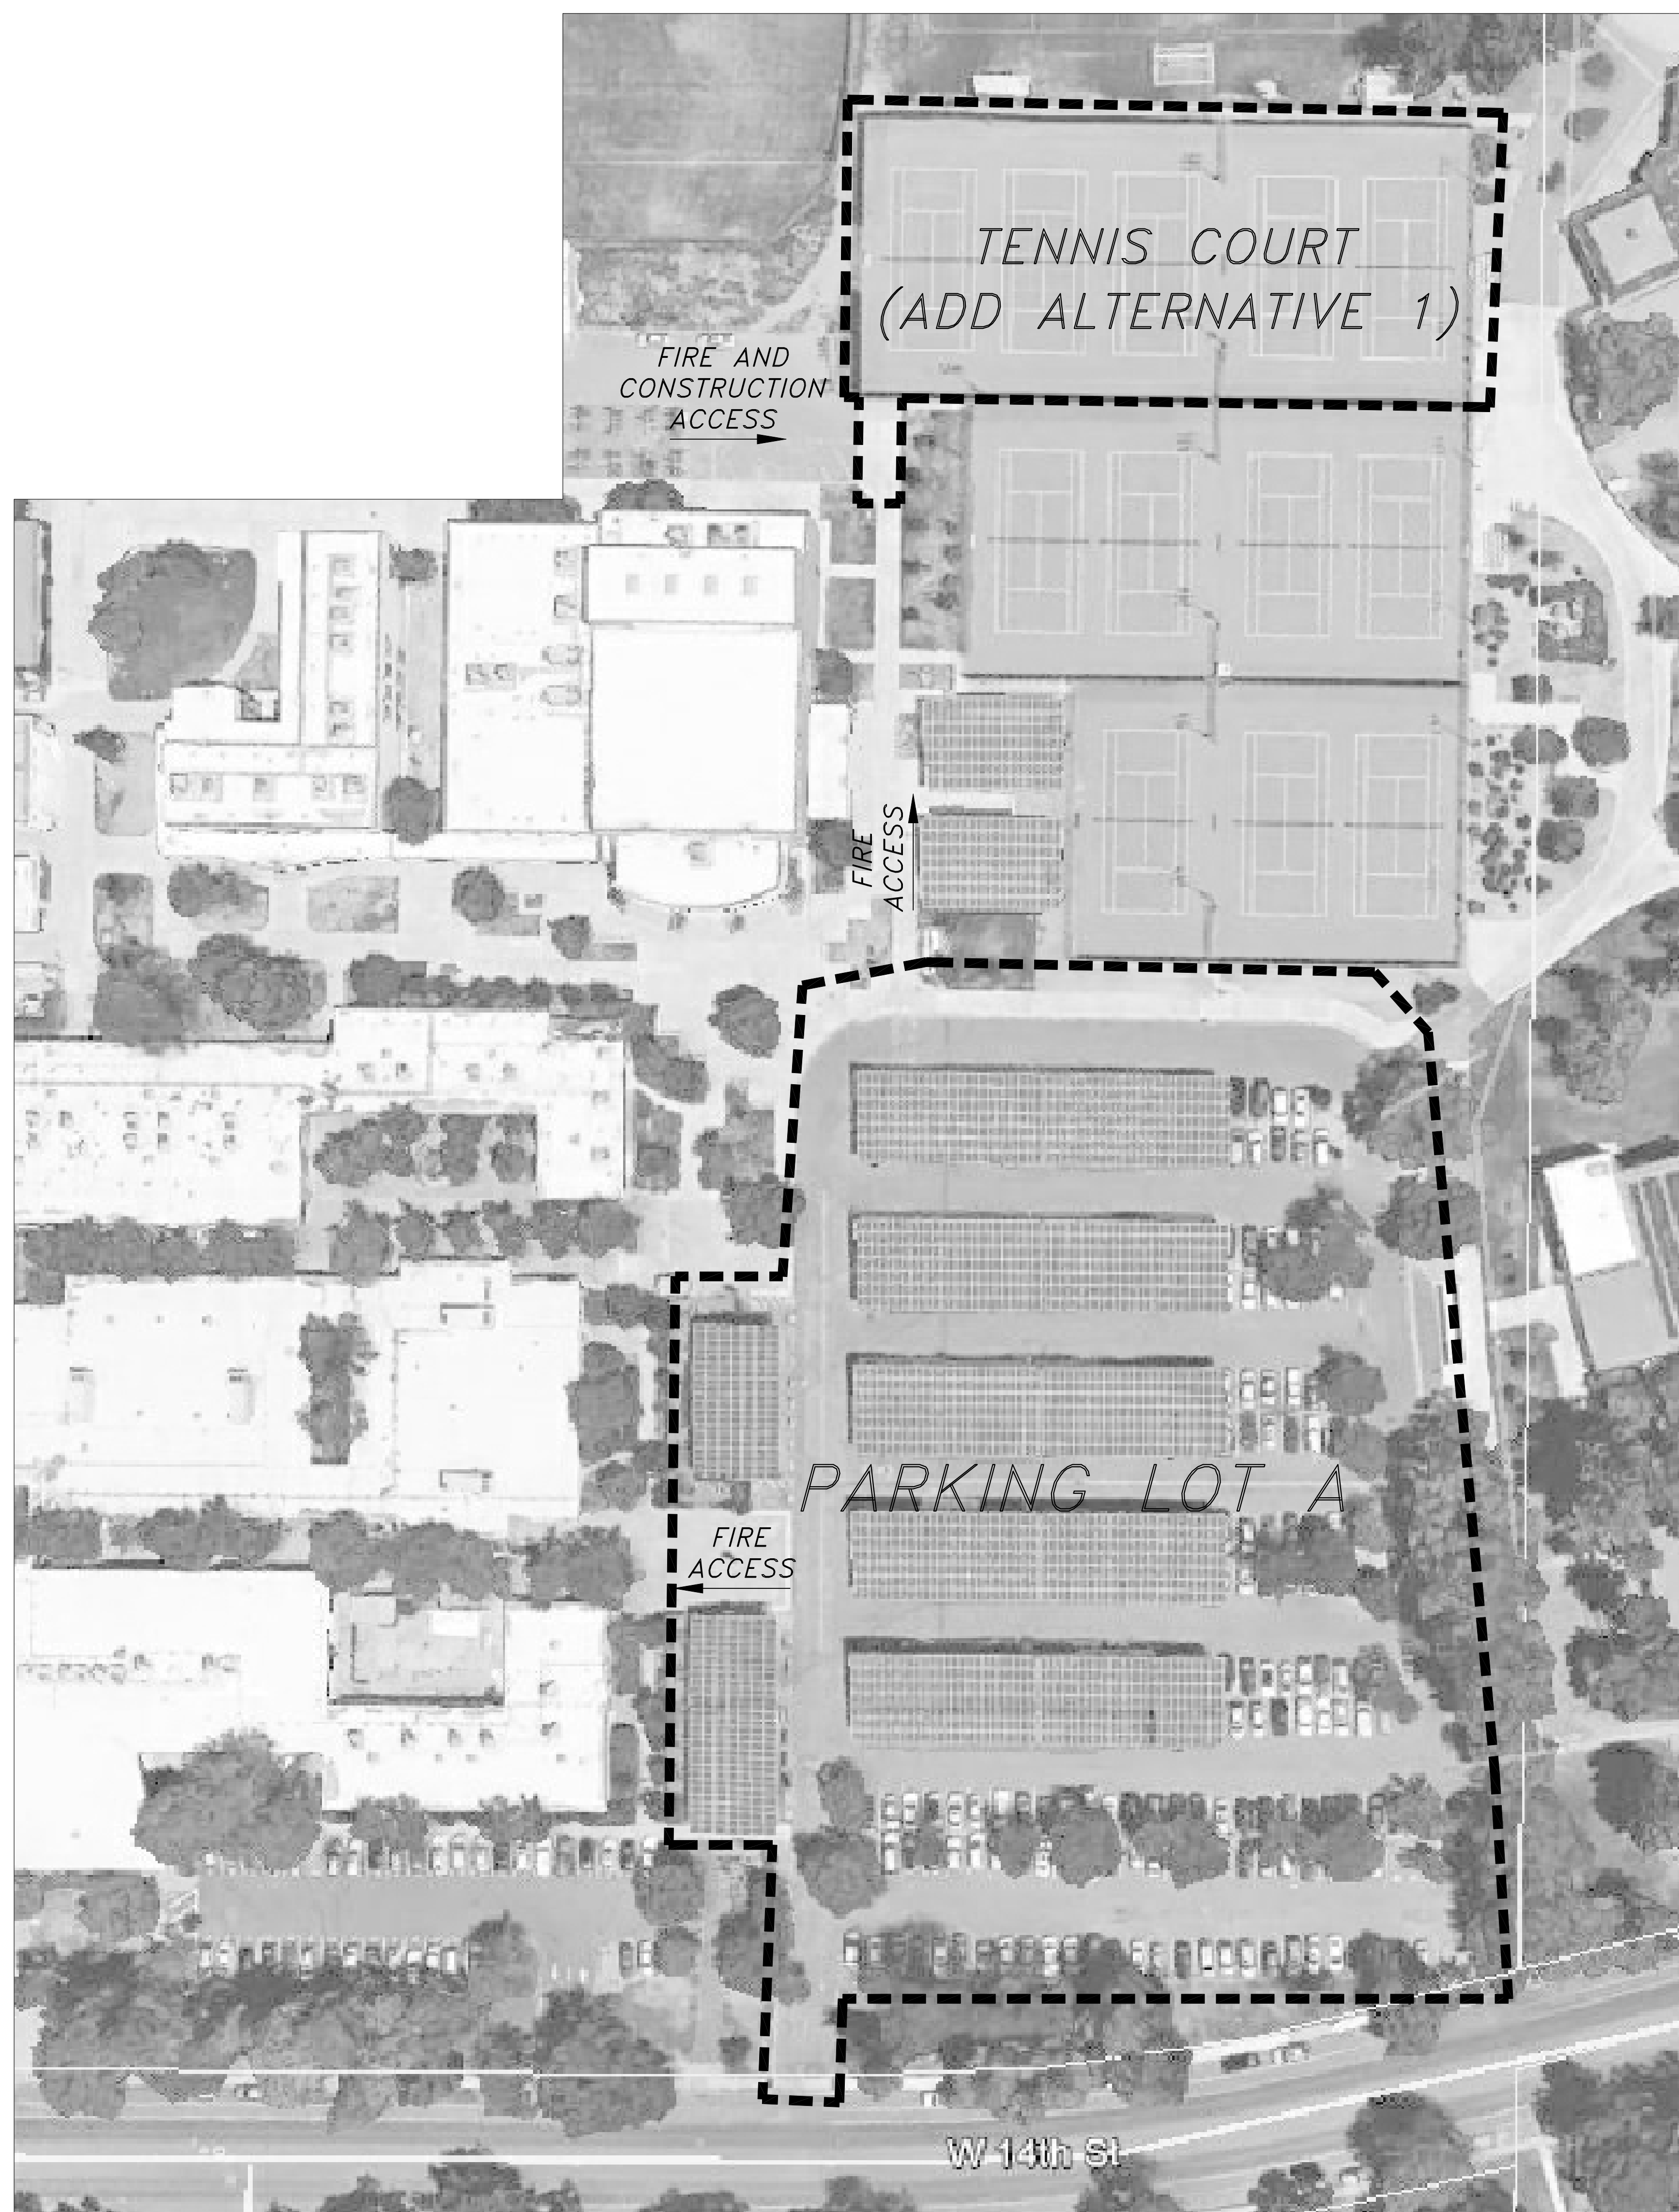 TENNIS COURT
(ADD ALTERNATIVE 1)
FIRE AND
CONSTRUCTION
ACCESS
FIRE
ACCESS
PARKING LOT A
FIRE
ACCESS
W 14th St